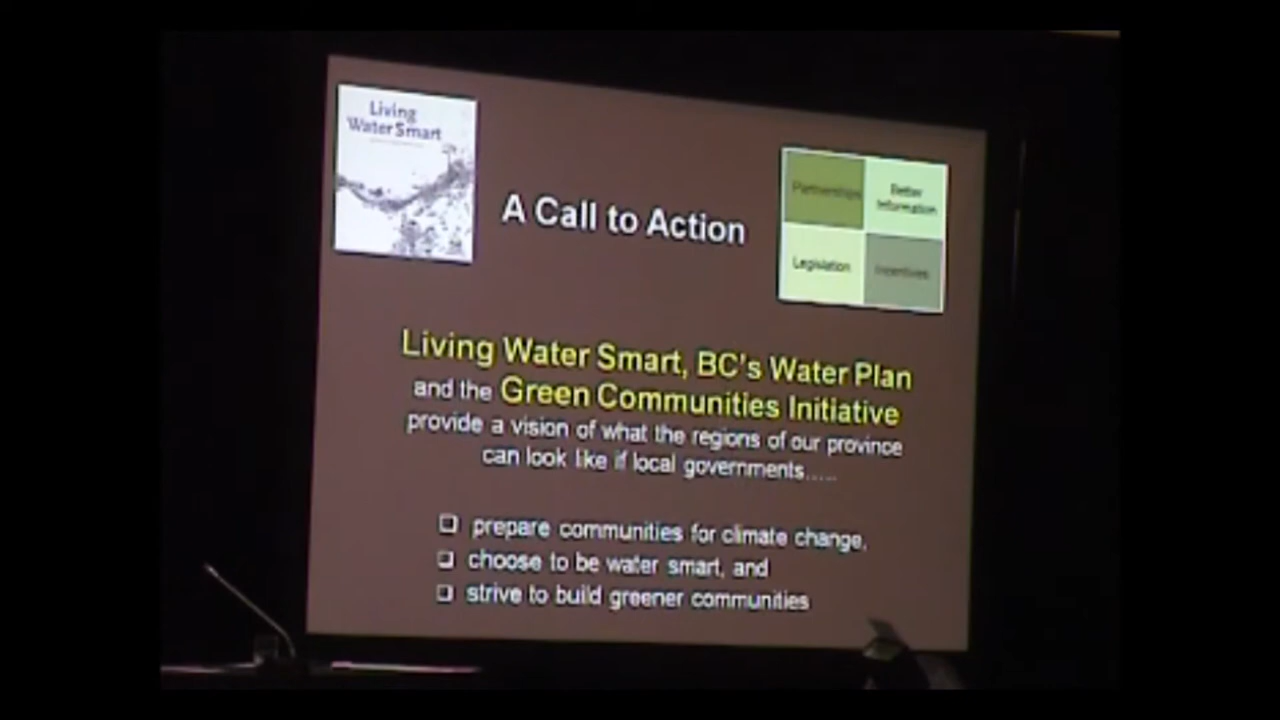 Living
Water Smart
A Call to Action
Partnerships
Better
Information
Legislation
Incentives
Living Water Smart, BC's Water Plan
and the Green Communities Initiative
provide a vision of what the regions of our province
can look like if local governments.....
❑ prepare communities for climate change,
❑ choose to be water smart, and
❑ strive to build greener communities